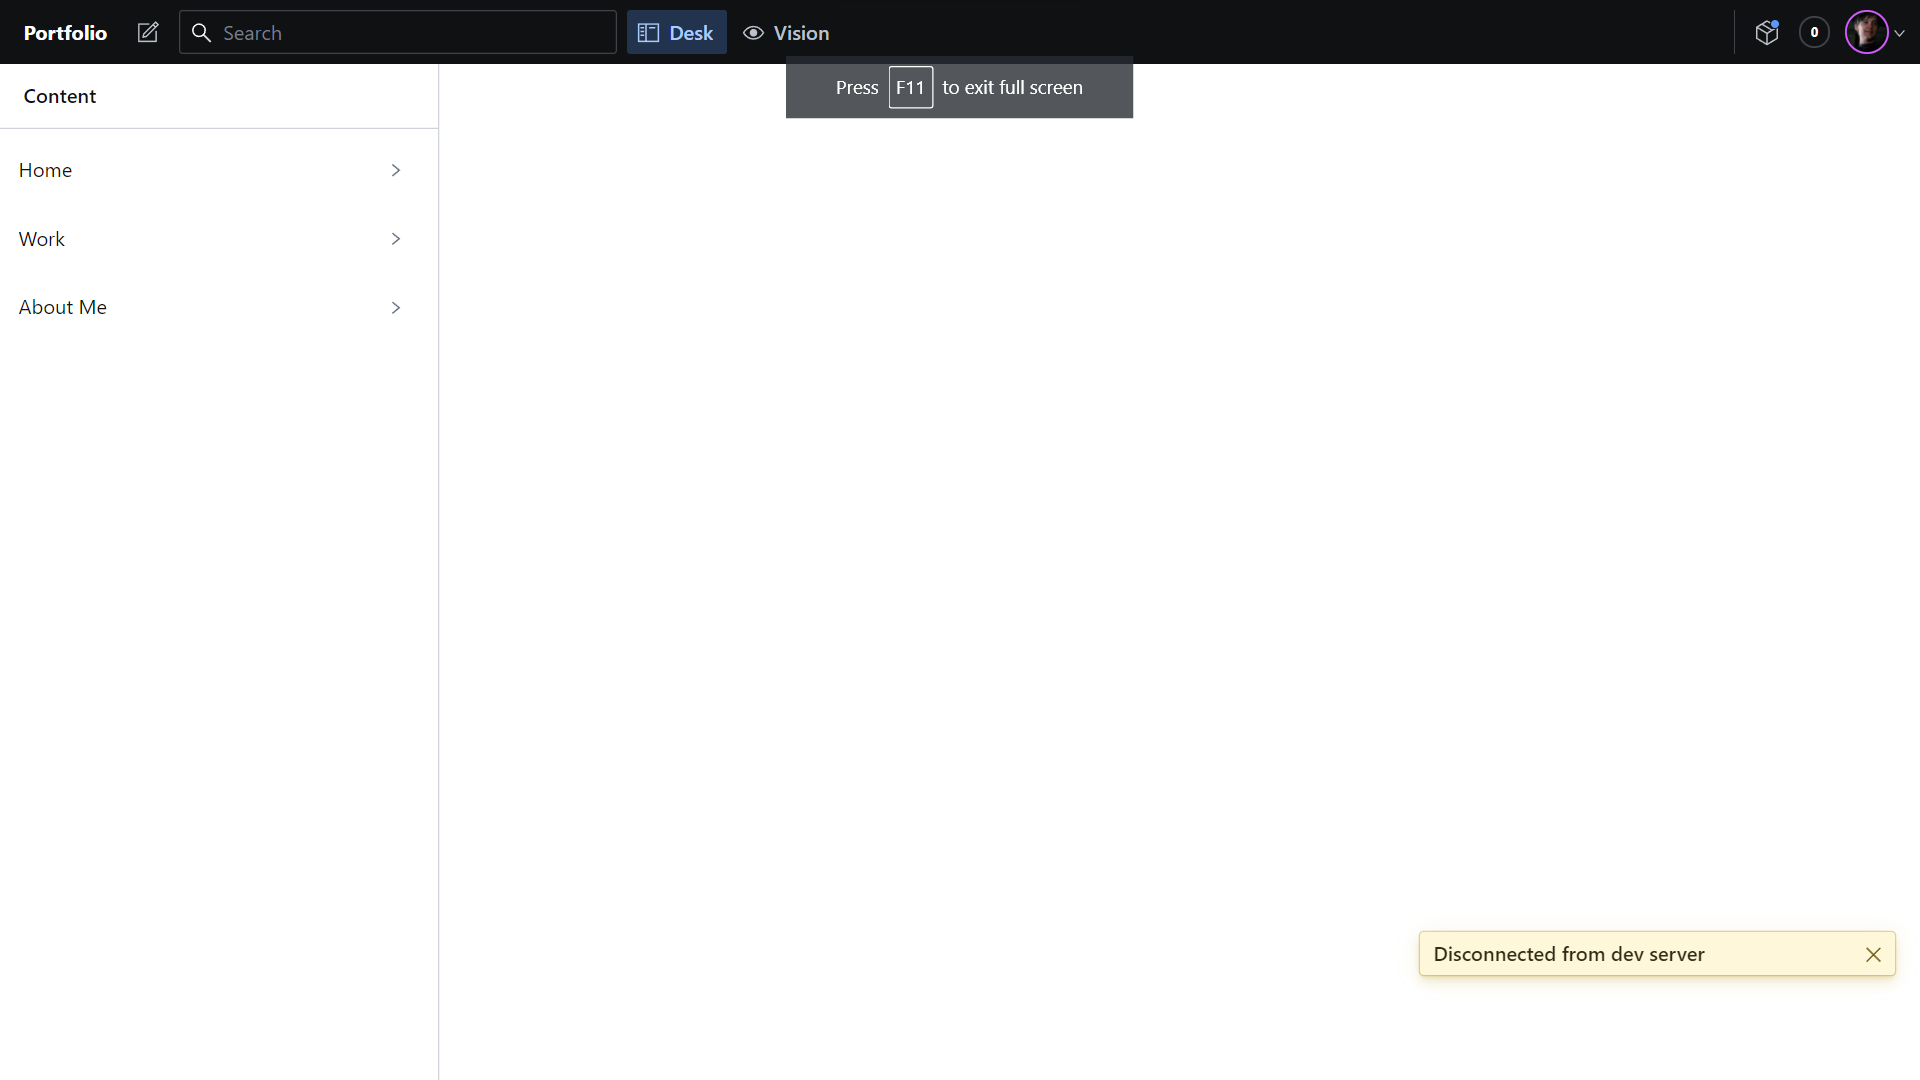 Portfolio
Search
Desk
Vision
0
Press F11 to exit full screen
Content
Home
Work
About Me
Disconnected from dev server